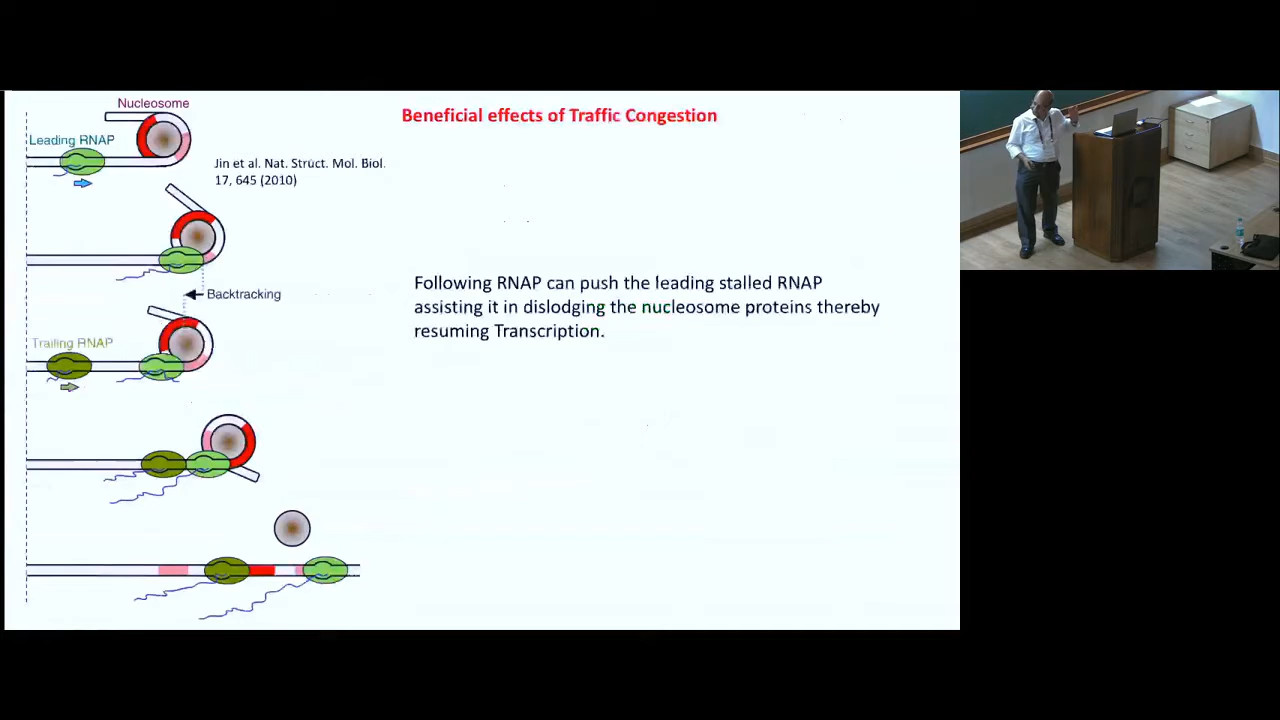 Nucleosome
Beneficial effects of Traffic Congestion
Leading RNAP
Jin et al. Nat. Struct. Mol. Biol.
17, 645 (2010)
Backtracking
Following RNAP can push the leading stalled RNAP
assisting it in dislodging the nucleosome proteins thereby
resuming Transcription.
Trailing RNAP